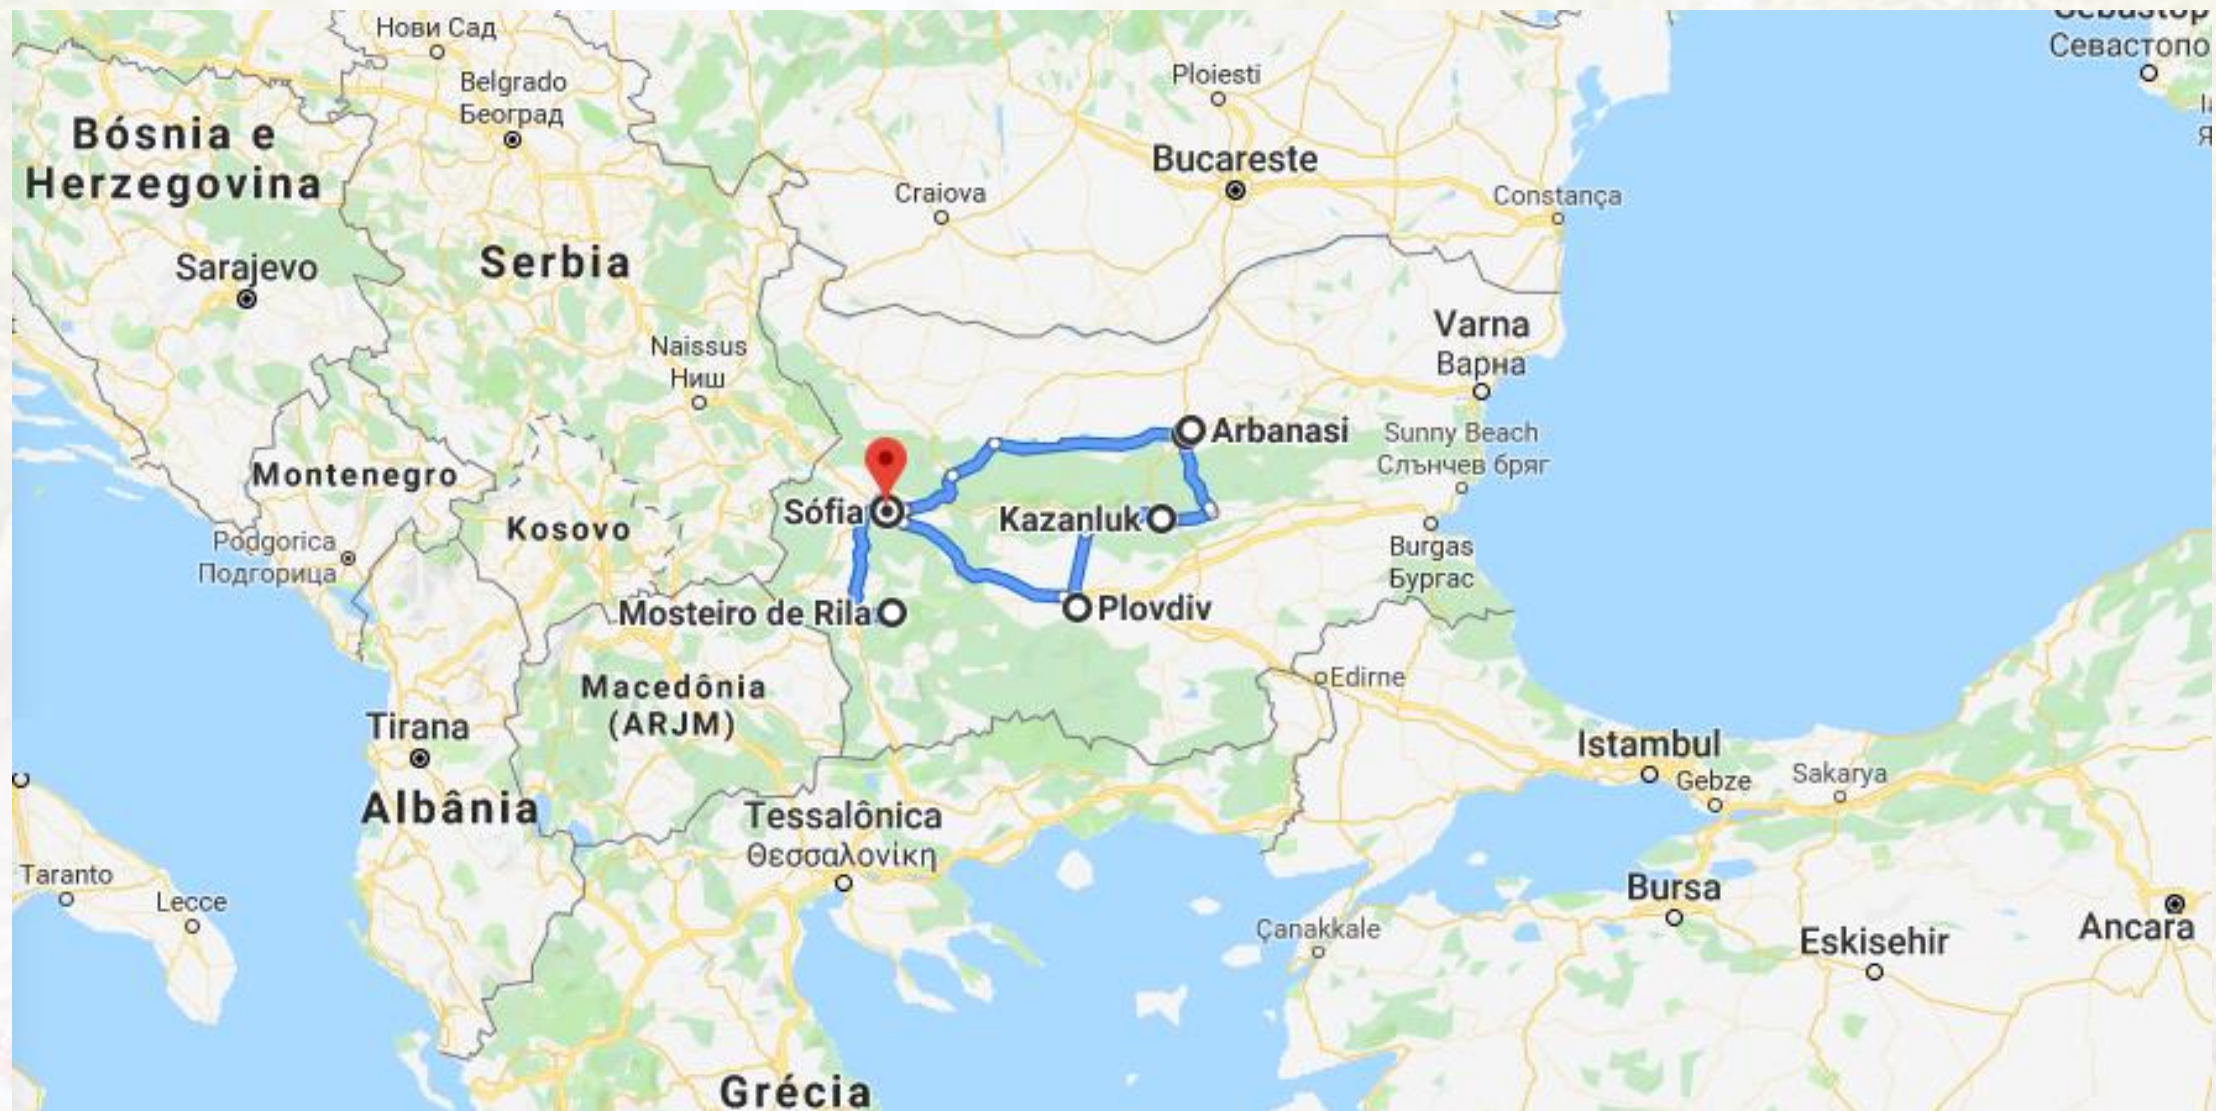 Нови Сад
Belgrado
Београд
Bósnia e
Herzegovina
Sarajevo
Serbia
Naissus
Ниш
Craiova
Ploiesti
Bucareste
Constança
Севастопо
Varna
Варна
Sunny Beach
Слънчев бряг
Arbanasi
Sófia
Kazanluk
Burgas
Бургас
Montenegro
Kosovo
Podgorica
Подгорица
Mosteiro de Rila
Plovdiv
Macedônia
(ARJM)
Edirne
Tirana
Albânia
Tessalônica
Θεσσαλονίκη
Istambul
Gebze
Sakarya
Taranto
Lecce
Çanakkale
Bursa
Eskisehir
Ancara
Grécia